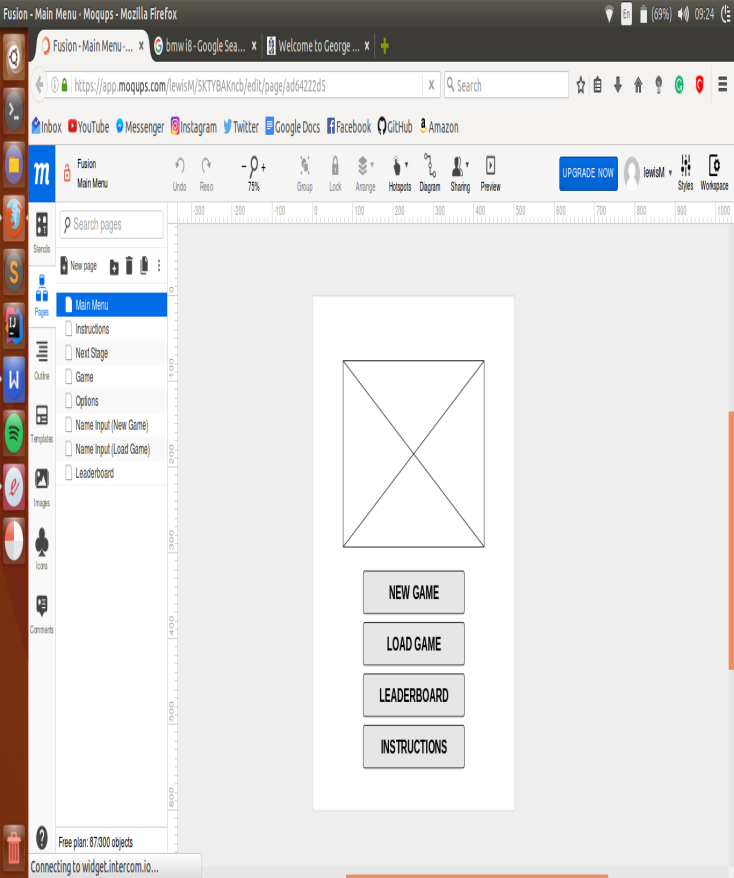 Fusion - Main Menu · Moqups - Mozilla Firefox
En (69%) 09:24
Fusion - Main Menu · ... x
bmw i8 - Google Sea... x
Welcome to George ... x
https://app.moqups.com/lewisM/SKTYBAKncb/edit/page/ad64222d5 x
Search
Inbox YouTube Messenger Instagram Twitter Google Docs Facebook GitHub Amazon
m
Fusion
Main Menu
Undo Redo 75% Group Lock Arrange Hotspots Diagram Sharing Preview
UPGRADE NOW lewisM Styles Workspace
-300 -200 -100 0 100 200 300 400 500 600 700 800 900 1000
Search pages
New page
Stencils
Pages
Outline
Templates
Images
Icons
Comments
Main Menu
Instructions
Next Stage
Game
Options
Name Input (New Game)
Name Input (Load Game)
Leaderboard
0
100
200
300
400
500
600
NEW GAME
LOAD GAME
LEADERBOARD
INSTRUCTIONS
Free plan: 87/300 objects
Connecting to widget.intercom.io...